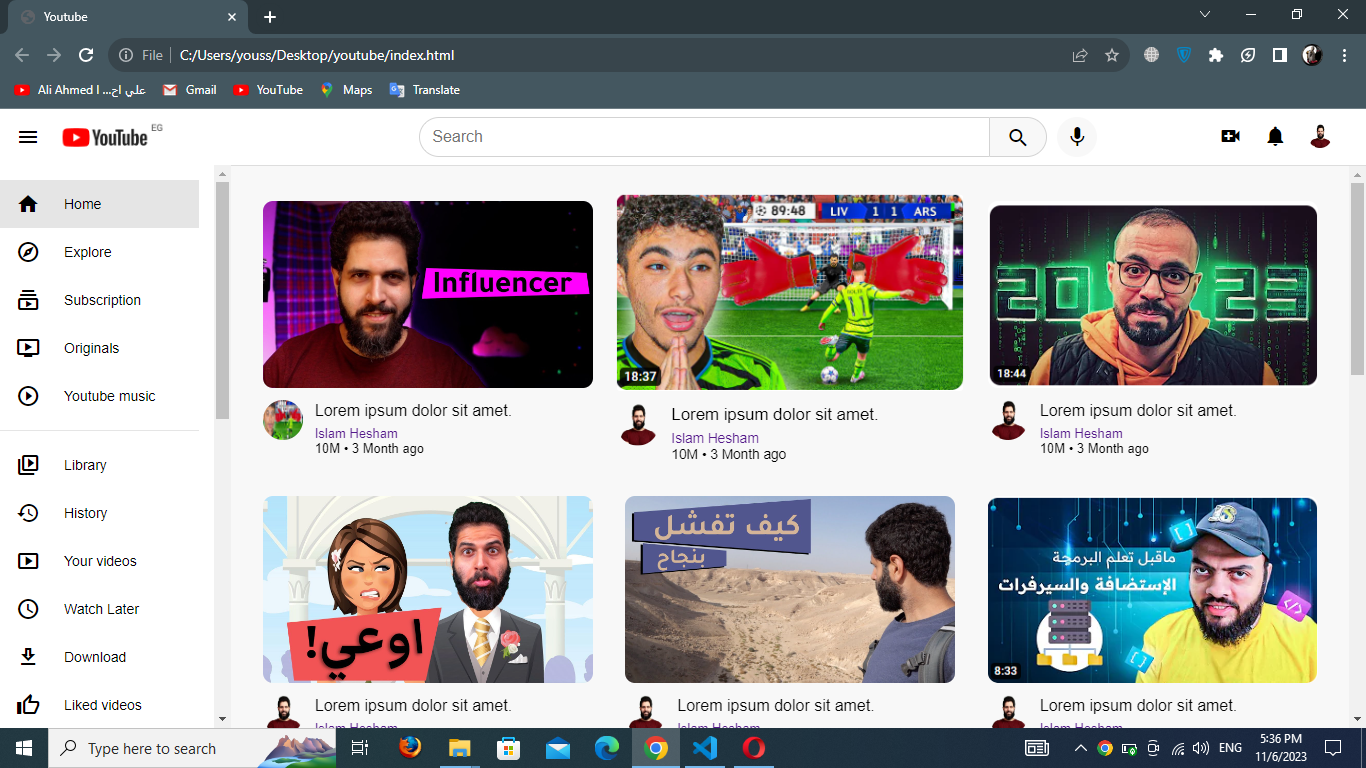 Youtube
File
C:/Users/youss/Desktop/youtube/index.html
Ali Ahmed I علي اح...
Gmail
YouTube
Maps
Translate
YouTube EG
Search
Home
Explore
Subscription
Originals
Youtube music
Library
History
Your videos
Watch Later
Download
Liked videos
Influencer
89:48 LIV 1 1 ARS
18:37
2023
18:44
Lorem ipsum dolor sit amet.
Islam Hesham
10M • 3 Month ago
Lorem ipsum dolor sit amet.
Islam Hesham
10M • 3 Month ago
Lorem ipsum dolor sit amet.
Islam Hesham
10M • 3 Month ago
اوعي!
كيف تفشل
بنجاح
ماقبل تعلم البرمجة
الإستضافة والسيرفرات
8:33
Lorem ipsum dolor sit amet.
Islam Hesham
Lorem ipsum dolor sit amet.
Islam Hesham
Lorem ipsum dolor sit amet.
Islam Hesham
Type here to search
ENG
5:36 PM
11/6/2023